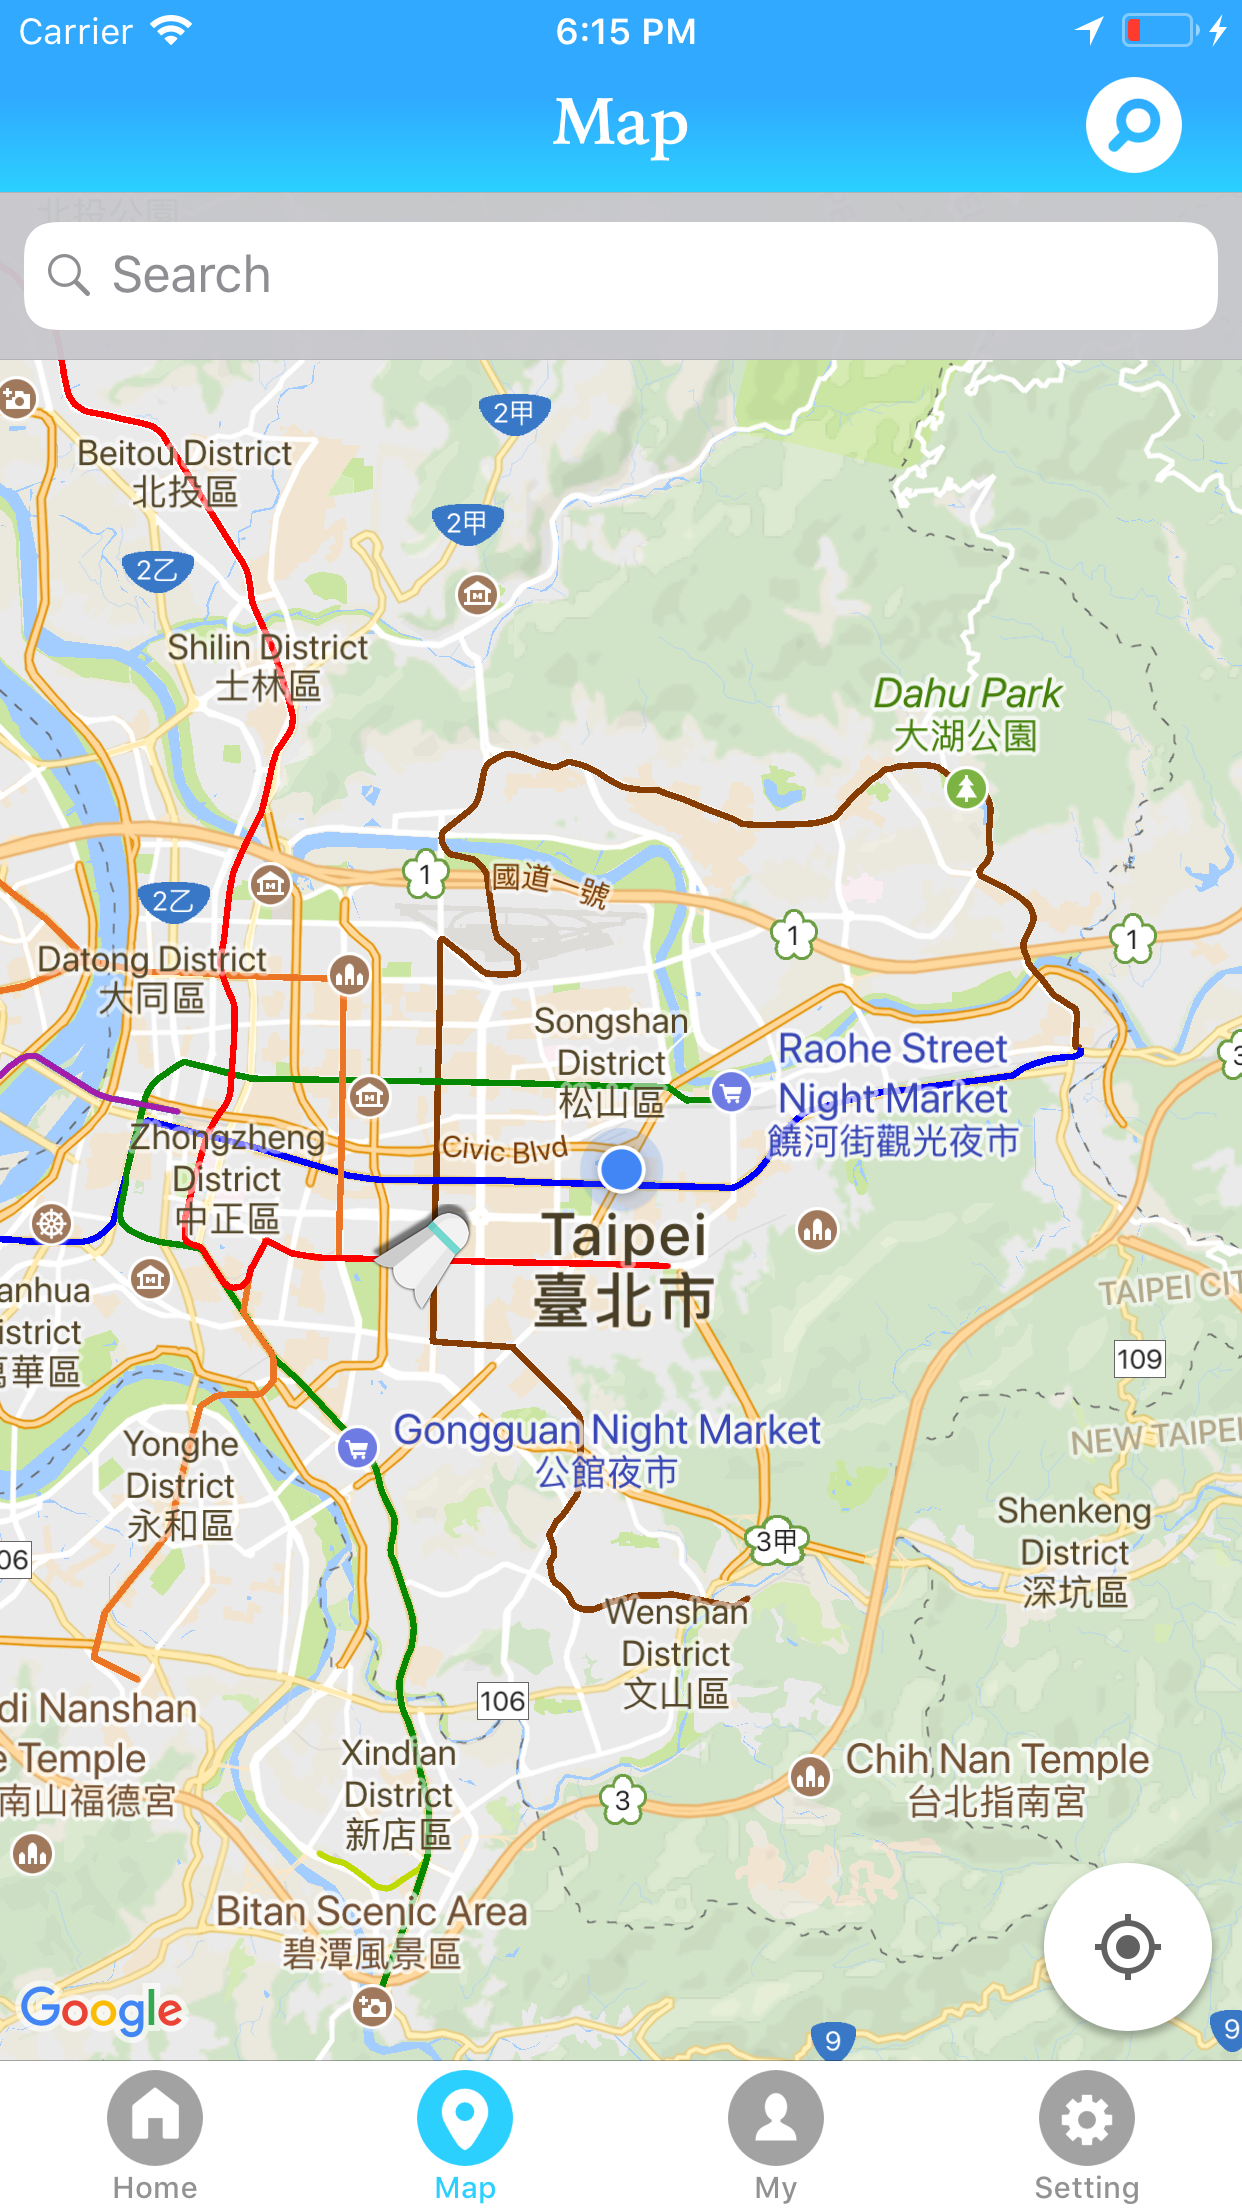 Carrier
6:15 PM
Map
北投公園
Search
2甲
Beitou District
北投區
2甲
2乙
Shilin District
士林區
Dahu Park
大湖公園
1
國道一號
2乙
1
1
Datong District
大同區
Songshan
District
松山區
Raohe Street
Night Market
饒河街觀光夜市
3
Zhongzheng
District
中正區
Civic Blvd
Taipei
臺北市
anhua
istrict
萬華區
TAIPEI CIT
109
NEW TAIPEI
Gongguan Night Market
公館夜市
Yonghe
District
永和區
Shenkeng
District
深坑區
3甲
06
Wenshan
District
文山區
106
di Nanshan
e Temple
南山福德宮
Xindian
District
新店區
3
Chih Nan Temple
台北指南宮
Bitan Scenic Area
碧潭風景區
Google
9
9
Home
Map
My
Setting